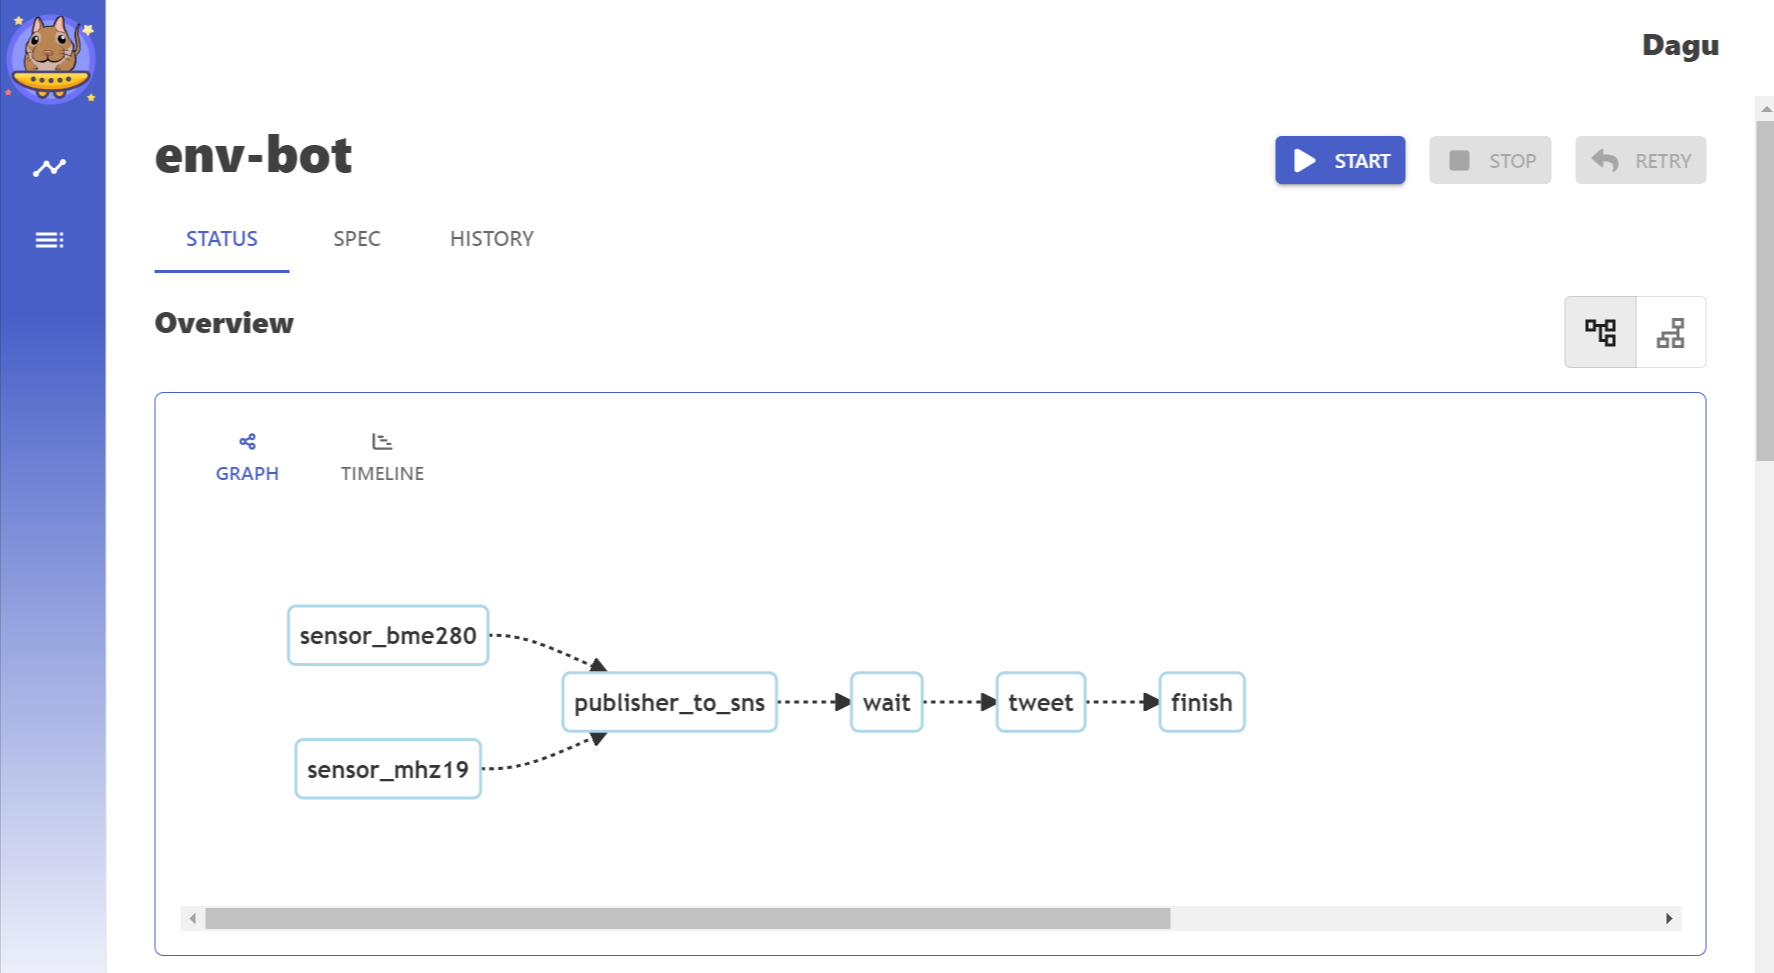 Dagu
env-bot
START
STOP
RETRY
STATUS
SPEC
HISTORY
Overview
GRAPH
TIMELINE
sensor_bme280
publisher_to_sns
wait
tweet
finish
sensor_mhz19